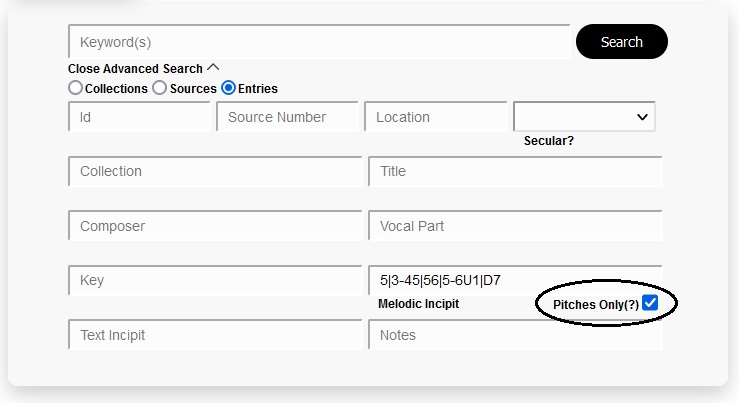 Keyword(s) Search
Close Advanced Search
Collections Sources Entries
Id Source Number Location
Secular?
Collection Title
Composer Vocal Part
Key 5|3-45|56|5-6U1|D7
Melodic Incipit Pitches Only(?)
Text Incipit Notes